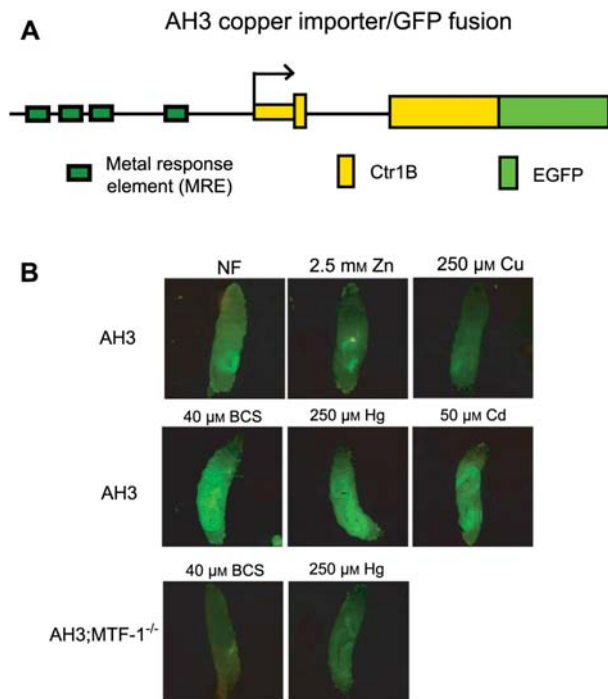 A
AH3 copper importer/GFP fusion
Metal response
element (MRE)
Ctr1B
EGFP
B
NF
2.5 mM Zn
250 µM Cu
AH3
40 µM BCS
250 µM Hg
50 µM Cd
AH3
40 µM BCS
250 µM Hg
AH3;MTF-1-/-